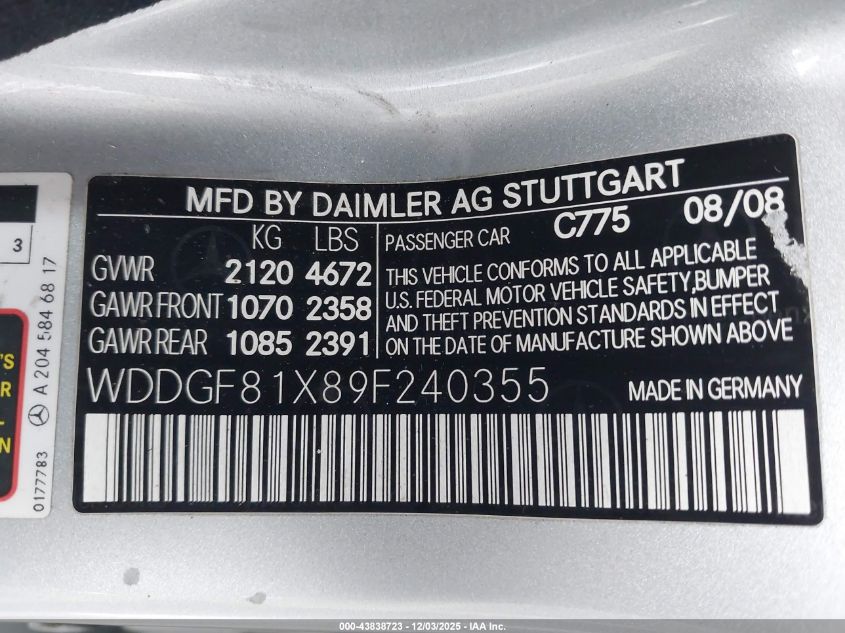 MFD BY DAIMLER AG STUTTGART
C775 08/08
KG LBS
GVWR 2120 4672
GAWR FRONT 1070 2358
GAWR REAR 1085 2391
PASSENGER CAR
THIS VEHICLE CONFORMS TO ALL APPLICABLE
U.S. FEDERAL MOTOR VEHICLE SAFETY,BUMPER
AND THEFT PREVENTION STANDARDS IN EFFECT
ON THE DATE OF MANUFACTURE SHOWN ABOVE
WDDGF81X89F240355
MADE IN GERMANY
3
A 204 584 68 17
0177783
'S
R
L-
N
000-43838723 - 12/03/2025 - IAA Inc.